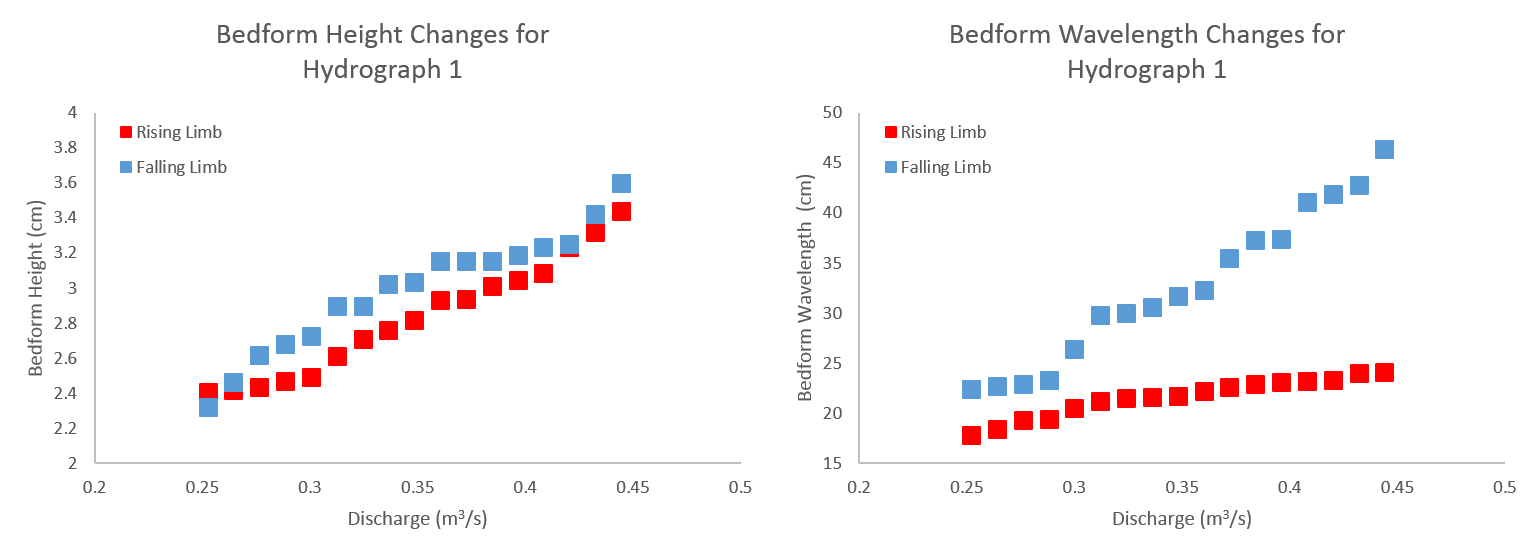 Bedform Height Changes for
Hydrograph 1
4
3.8
3.6
3.4
3.2
3
2.8
2.6
2.4
2.2
2
Bedform Height (cm)
Rising Limb
Falling Limb
0.2 0.25 0.3 0.35 0.4 0.45 0.5
Discharge (m³/s)
Bedform Wavelength Changes for
Hydrograph 1
50
45
40
35
30
25
20
15
Bedform Wavelength (cm)
Rising Limb
Falling Limb
0.2 0.25 0.3 0.35 0.4 0.45 0.5
Discharge (m³/s)